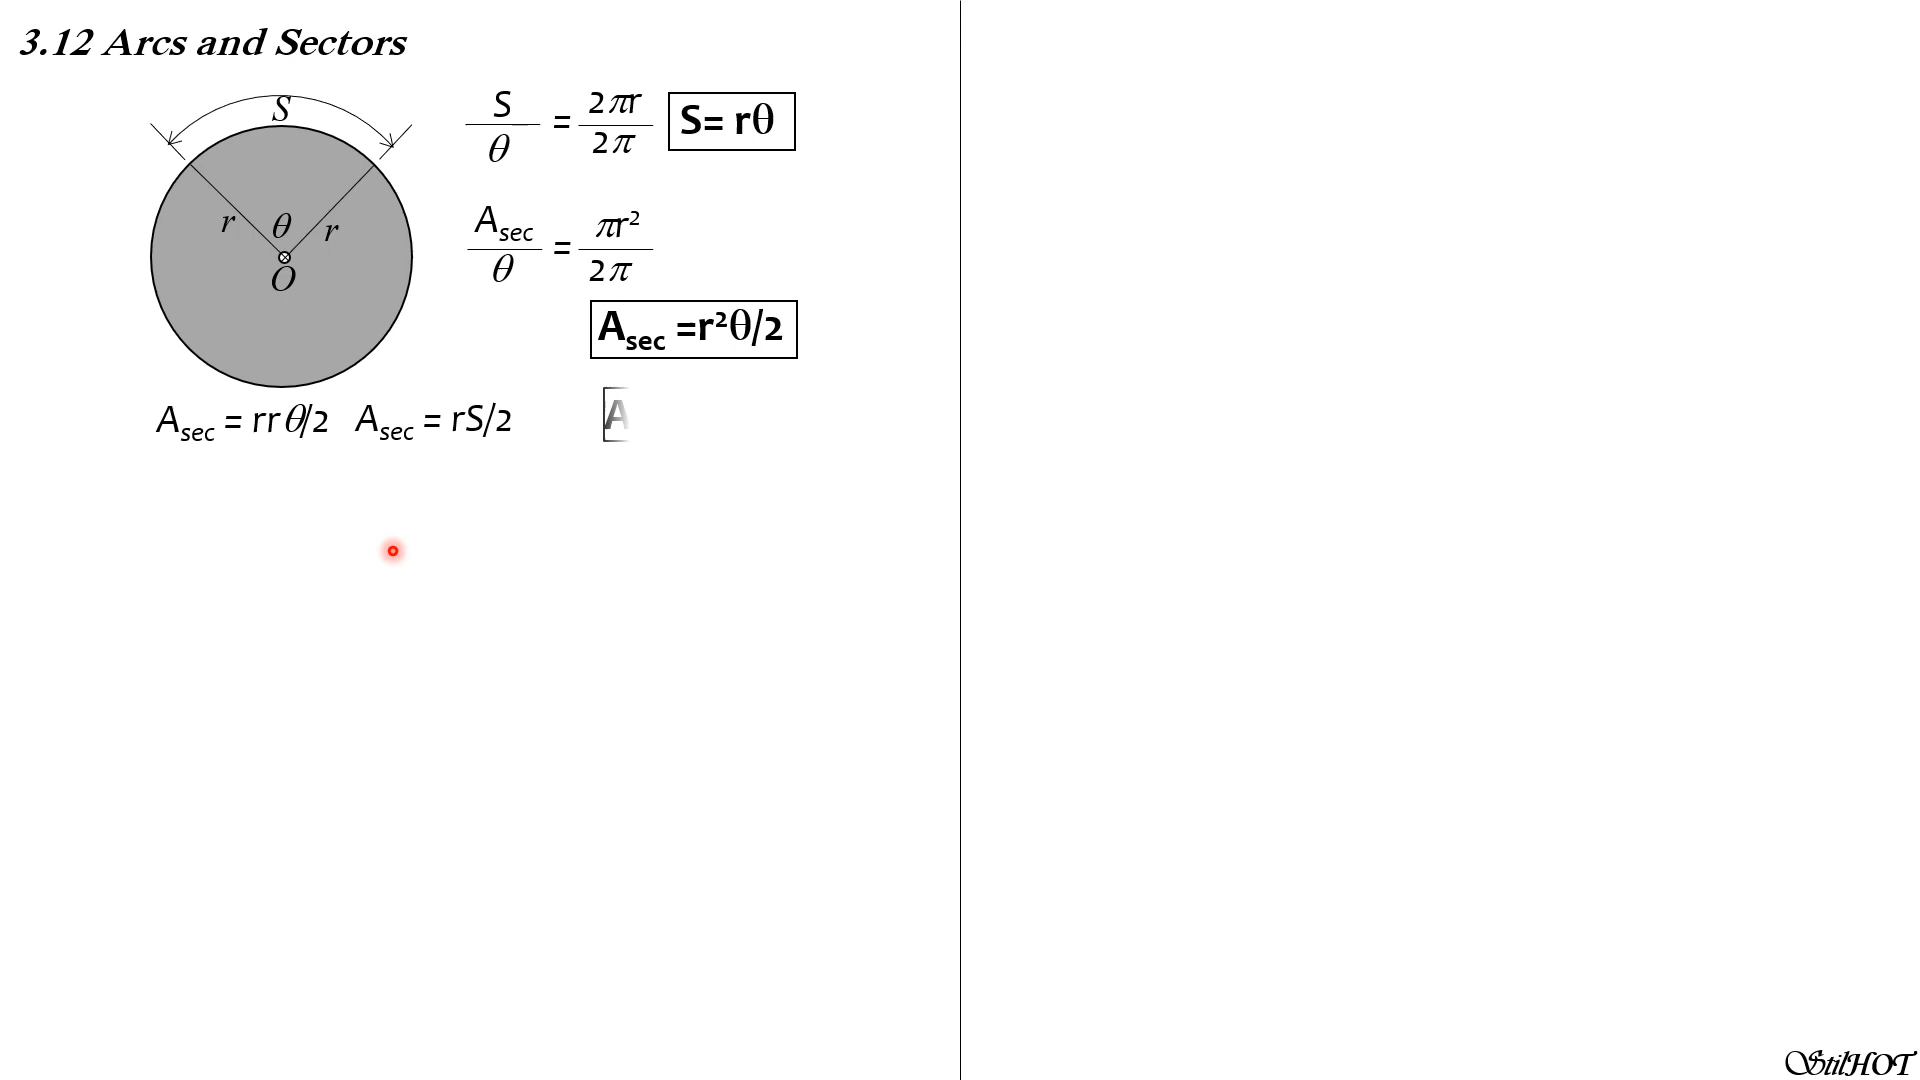 3.12 Arcs and Sectors
S
r θ r
O
S/θ = 2πr/2π
S= rθ
A_sec/θ = πr²/2π
A_sec =r²θ/2
A_sec = rrθ/2 A_sec = rS/2
A
StilHOT